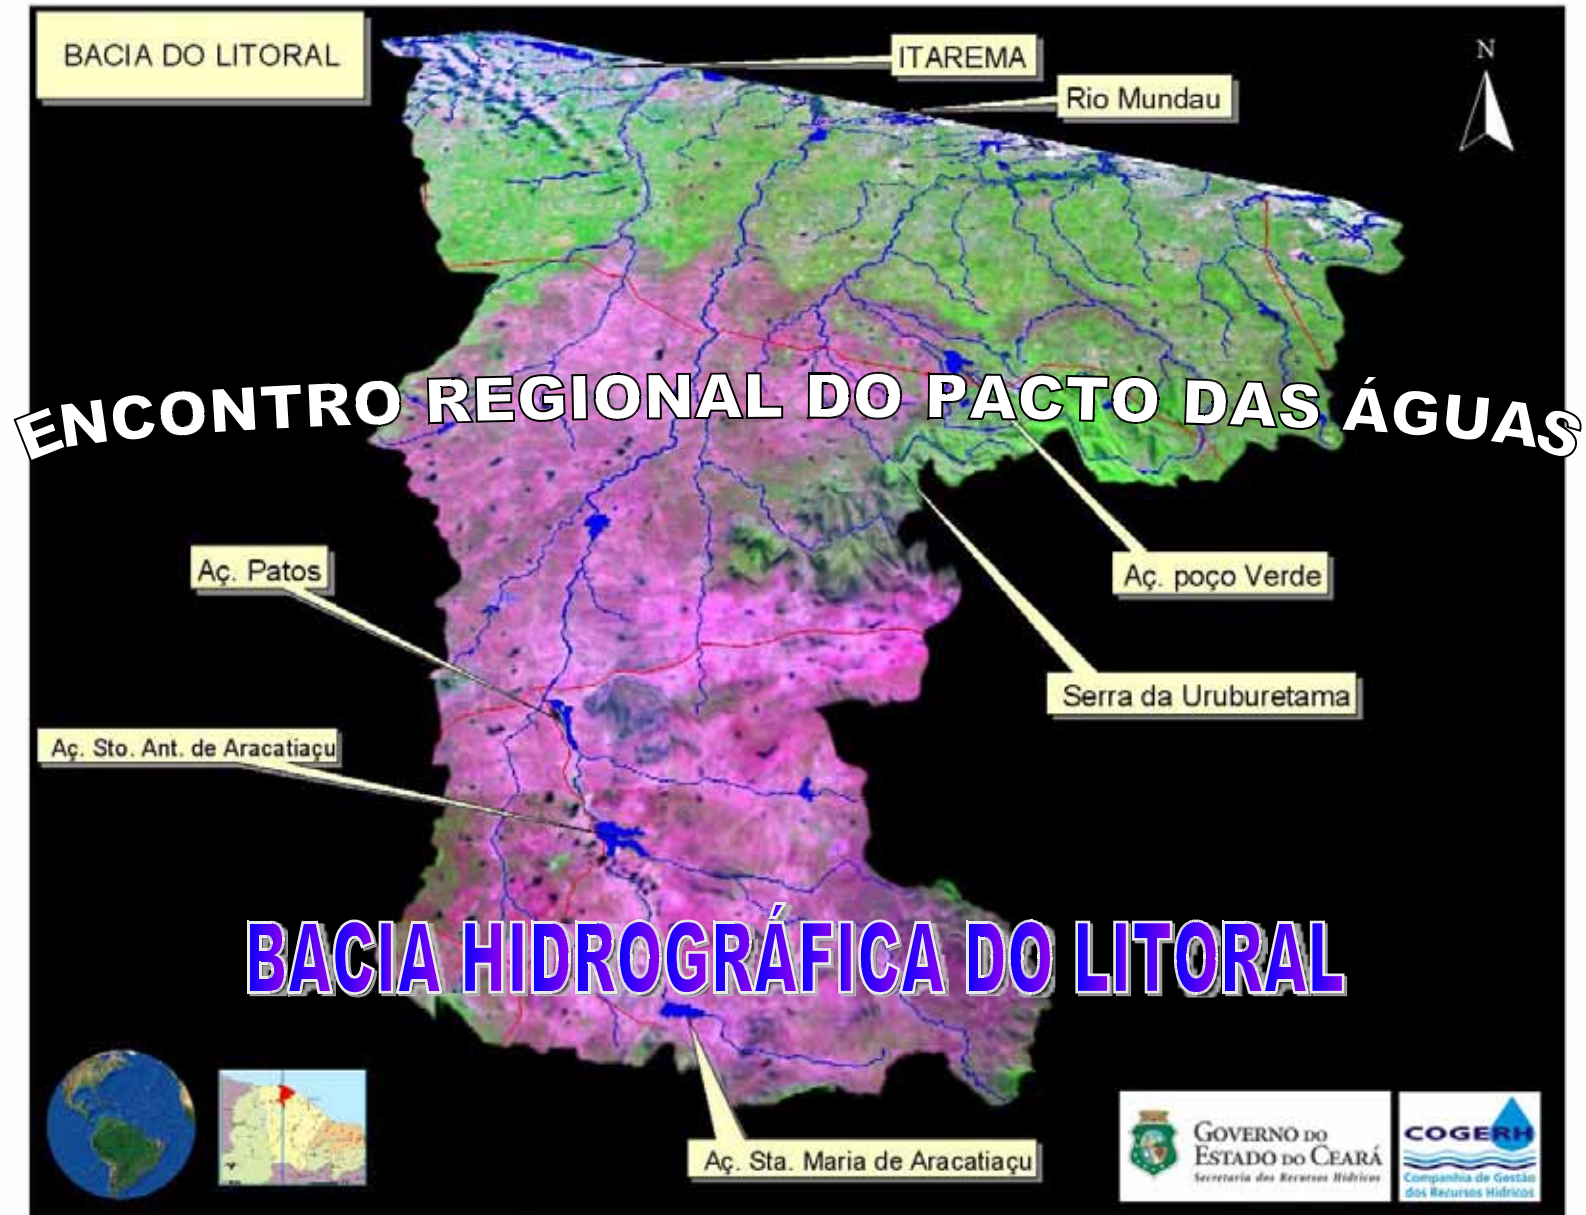 BACIA DO LITORAL
ITAREMA
N
Rio Mundau
ENCONTRO REGIONAL DO PACTO DAS ÁGUAS
Aç. Patos
Aç. poço Verde
Serra da Uruburetama
Aç. Sto. Ant. de Aracatiaçu
BACIA HIDROGRÁFICA DO LITORAL
Aç. Sta. Maria de Aracatiaçu
GOVERNO DO
ESTADO DO CEARÁ
Secretaria dos Recursos Hídricos
COGERH
Companhia de Gestão
dos Recursos Hídricos